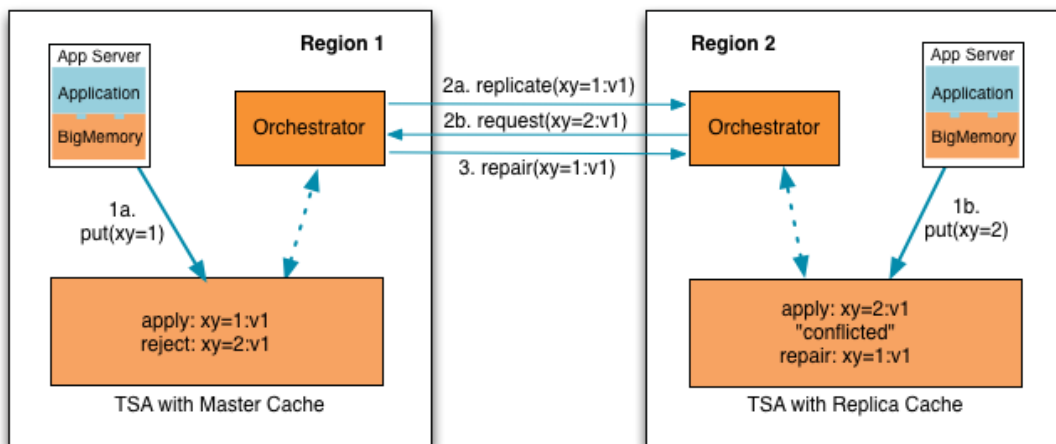 Region 1
App Server
Application
BigMemory
Orchestrator
1a.
put(xy=1)
apply: xy=1:v1
reject: xy=2:v1
TSA with Master Cache
2a. replicate(xy=1:v1)
2b. request(xy=2:v1)
3. repair(xy=1:v1)
Region 2
App Server
Application
BigMemory
Orchestrator
1b.
put(xy=2)
apply: xy=2:v1
"conflicted"
repair: xy=1:v1
TSA with Replica Cache